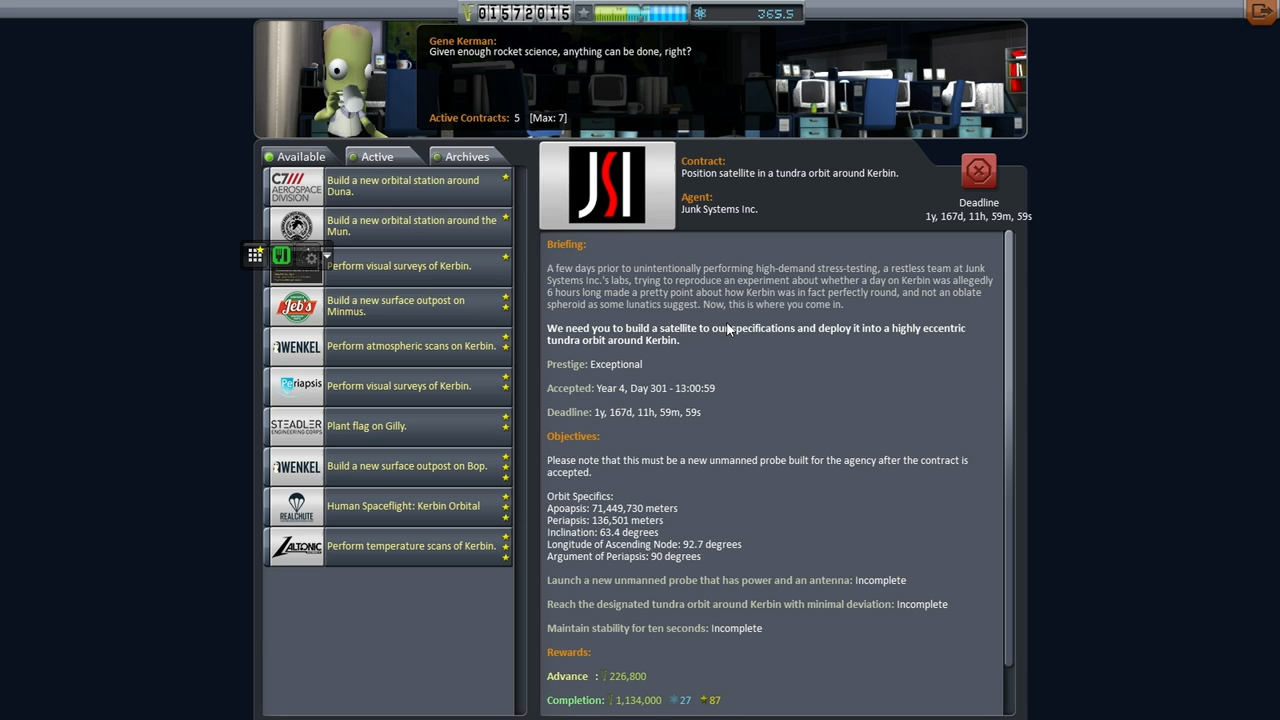 01572015
365.5
Gene Kerman:
Given enough rocket science, anything can be done, right?
Active Contracts: 5 [Max: 7]
Available
Active
Archives
C7///
AEROSPACE
DIVISION
Build a new orbital station around
Duna.
Build a new orbital station around the
Mun.
Perform visual surveys of Kerbin.
Jeb's
Build a new surface outpost on
Minmus.
WENKEL
Perform atmospheric scans on Kerbin.
Periapsis
Perform visual surveys of Kerbin.
STEADLER
ENGINEERING CORPS
Plant flag on Gilly.
WENKEL
Build a new surface outpost on Bop.
REALCHUTE
Human Spaceflight: Kerbin Orbital
ZALTONIC
Perform temperature scans of Kerbin.
JSI
Contract:
Position satellite in a tundra orbit around Kerbin.
Agent:
Junk Systems Inc.
Deadline
1y, 167d, 11h, 59m, 59s
Briefing:
A few days prior to unintentionally performing high-demand stress-testing, a restless team at Junk
Systems Inc.'s labs, trying to reproduce an experiment about whether a day on Kerbin was allegedly
6 hours long made a pretty point about how Kerbin was in fact perfectly round, and not an oblate
spheroid as some lunatics suggest. Now, this is where you come in.
We need you to build a satellite to our specifications and deploy it into a highly eccentric
tundra orbit around Kerbin.
Prestige: Exceptional
Accepted: Year 4, Day 301 - 13:00:59
Deadline: 1y, 167d, 11h, 59m, 59s
Objectives:
Please note that this must be a new unmanned probe built for the agency after the contract is
accepted.
Orbit Specifics:
Apoapsis: 71,449,730 meters
Periapsis: 136,501 meters
Inclination: 63.4 degrees
Longitude of Ascending Node: 92.7 degrees
Argument of Periapsis: 90 degrees
Launch a new unmanned probe that has power and an antenna: Incomplete
Reach the designated tundra orbit around Kerbin with minimal deviation: Incomplete
Maintain stability for ten seconds: Incomplete
Rewards:
Advance : 226,800
Completion: 1,134,000 27 87